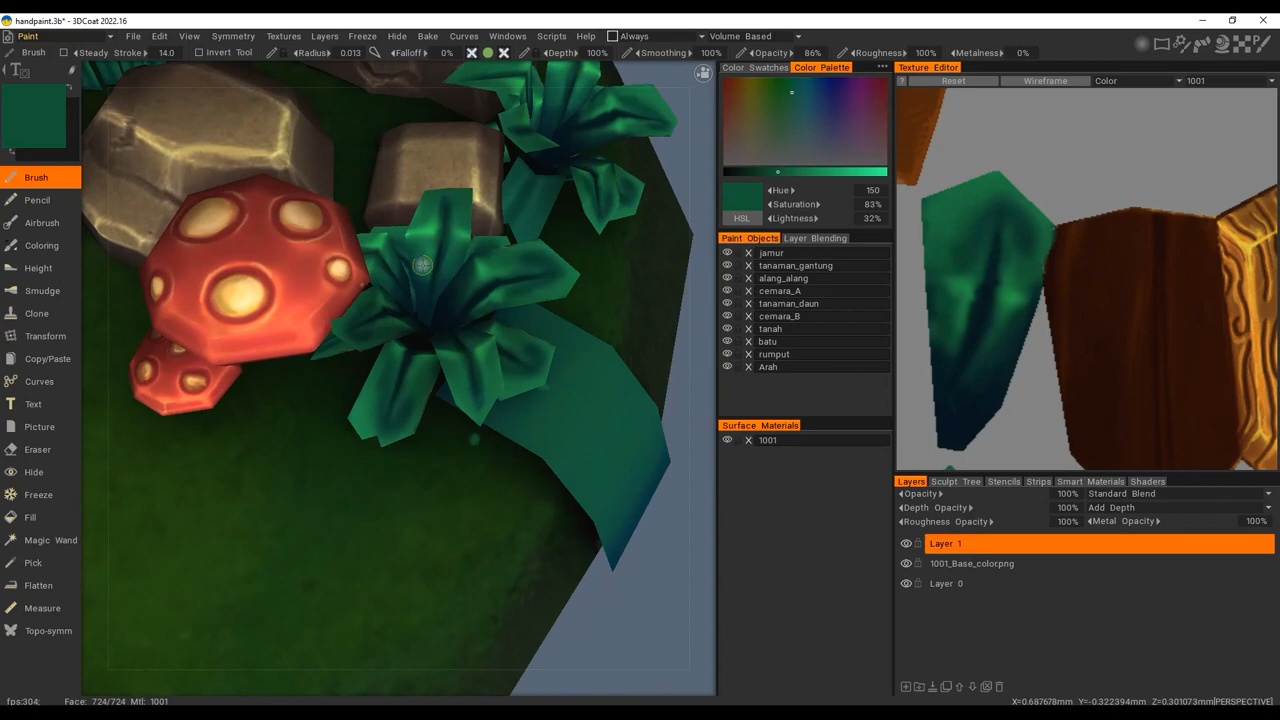 handpaint.3b* - 3DCoat 2022.16
Paint File Edit View Symmetry Textures Layers Freeze Hide Bake Curves Windows Scripts Help Always Volume Based
Brush Steady Stroke 14.0 Invert Tool Radius 0.013 Falloff 0% Depth 100% Smoothing 100% Opacity 86% Roughness 100% Metalness 0%
Color Swatches Color Palette
Texture Editor
? Reset Wireframe Color 1001
Brush
Pencil
Airbrush
Coloring
Height
Smudge
Clone
Transform
Copy/Paste
Curves
Text
Picture
Eraser
Hide
Freeze
Fill
Magic Wand
Pick
Flatten
Measure
Topo-symm
Hue 150
Saturation 83%
HSL Lightness 32%
Paint Objects Layer Blending
jamur
tanaman_gantung
alang_alang
cemara_A
tanaman_daun
cemara_B
tanah
batu
rumput
Arah
Surface Materials
1001
Layers Sculpt Tree Stencils Strips Smart Materials Shaders
Opacity 100% Standard Blend
Depth Opacity 100% Add Depth
Roughness Opacity 100% Metal Opacity 100%
Layer 1
1001_Base_color.png
Layer 0
fps:304; Face: 724/724 Mtl: 1001
X=0.687678mm Y=-0.322394mm Z=0.301073mm[PERSPECTIVE]